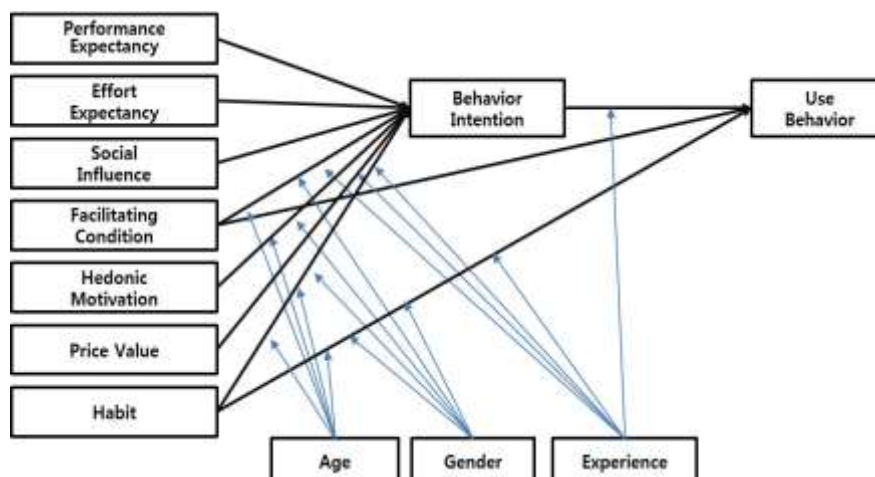 Performance
Expectancy
Effort
Expectancy
Social
Influence
Facilitating
Condition
Hedonic
Motivation
Price Value
Habit
Behavior
Intention
Use
Behavior
Age
Gender
Experience